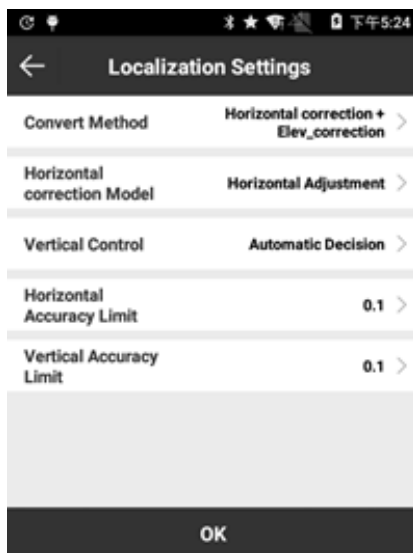 下午5:24
Localization Settings
Convert Method
Horizontal correction +
Elev_correction
Horizontal
correction Model
Horizontal Adjustment
Vertical Control
Automatic Decision
Horizontal
Accuracy Limit
0.1
Vertical Accuracy
Limit
0.1
OK